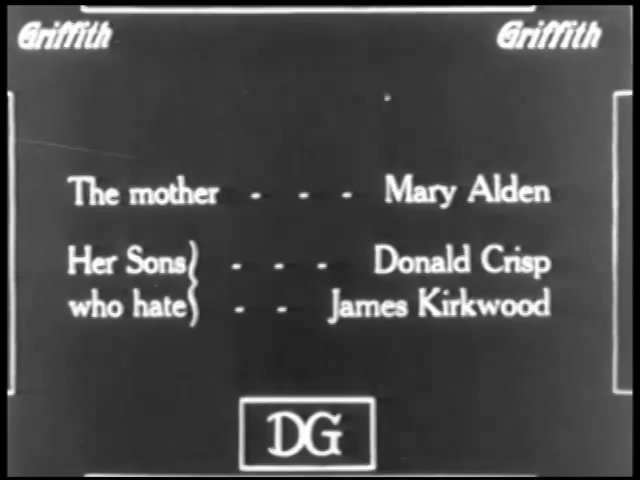 Griffith Griffith
The mother - - - Mary Alden
Her Sons} - - - Donald Crisp
who hate} - - James Kirkwood
DG